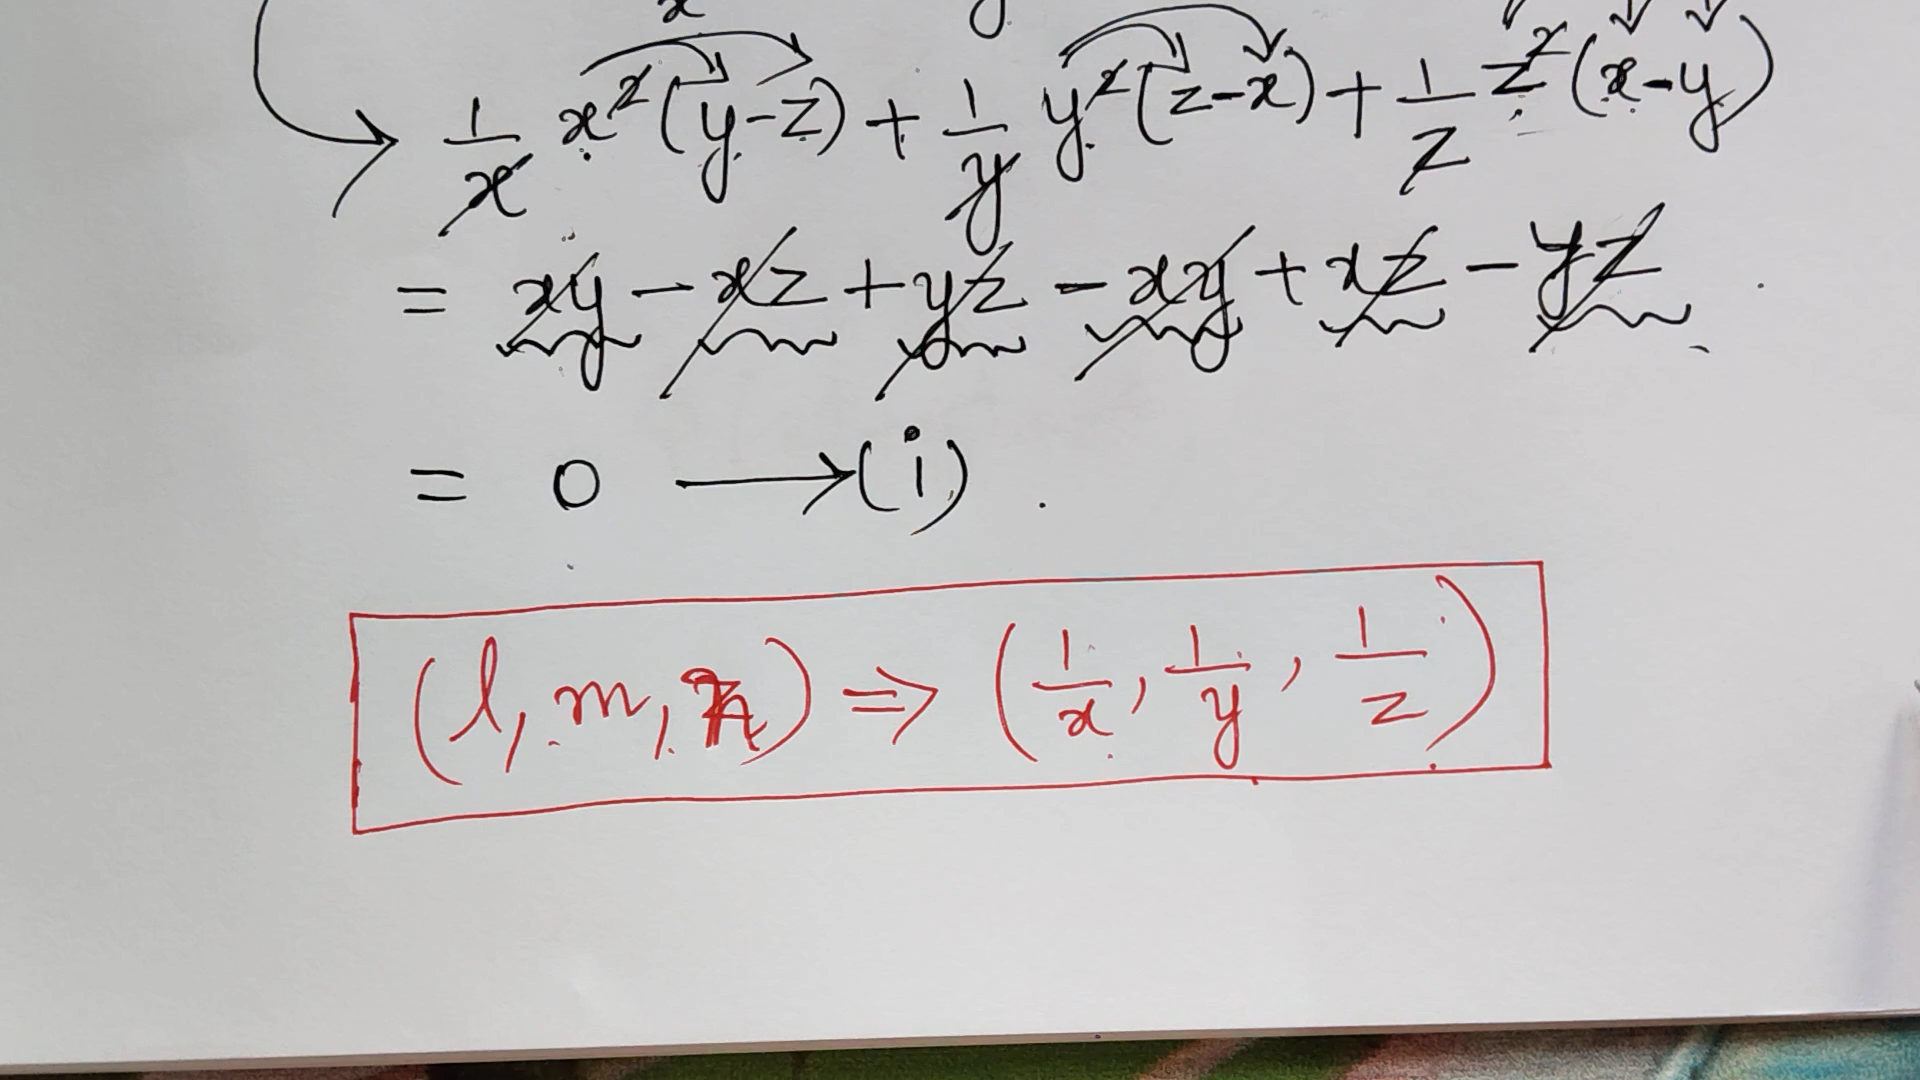 1/x x²(y-z) + 1/y y²(z-x) + 1/z z²(x-y)
= xy - xz + yz - xy + xz - yz
= 0 ⟶ (i)
(l, m, n) ⇒ (1/x, 1/y, 1/z)